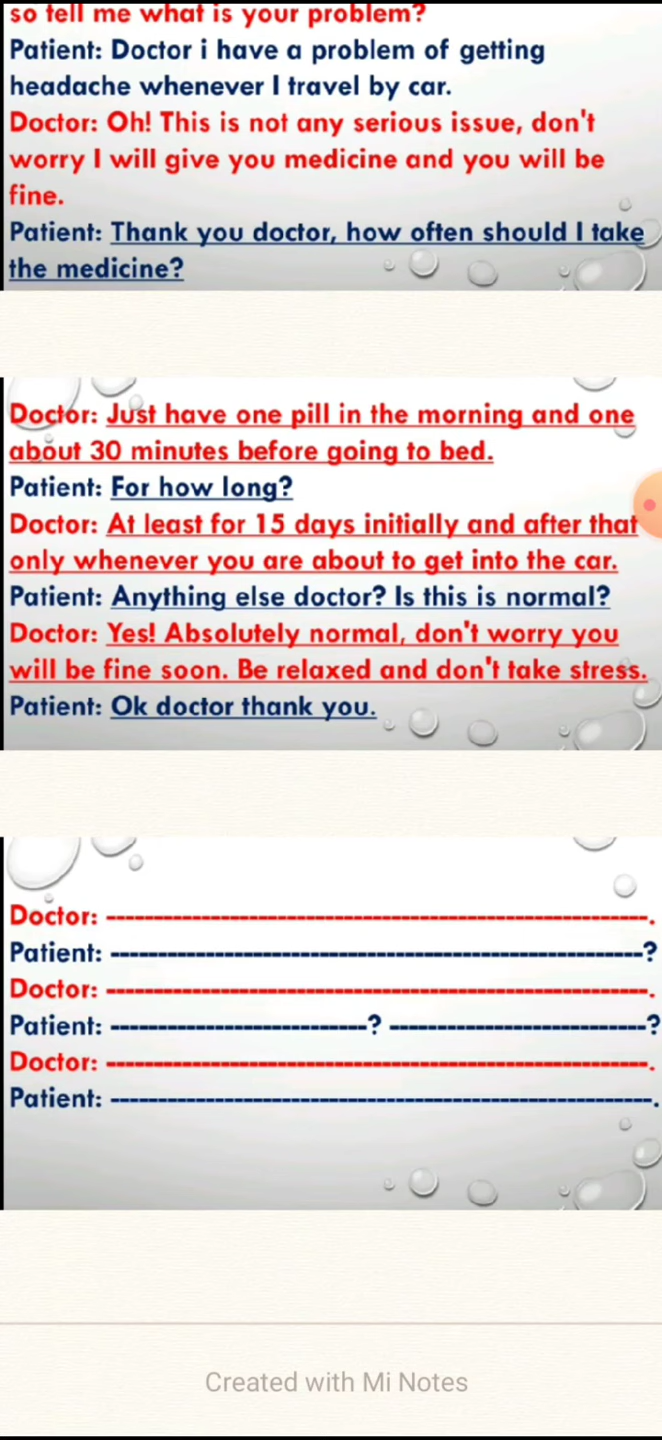 so tell me what is your problem?
Patient: Doctor i have a problem of getting
headache whenever I travel by car.
Doctor: Oh! This is not any serious issue, don't
worry I will give you medicine and you will be
fine.
Patient: Thank you doctor, how often should I take
the medicine?
Doctor: Just have one pill in the morning and one
about 30 minutes before going to bed.
Patient: For how long?
Doctor: At least for 15 days initially and after that
only whenever you are about to get into the car.
Patient: Anything else doctor? Is this is normal?
Doctor: Yes! Absolutely normal, don't worry you
will be fine soon. Be relaxed and don't take stress.
Patient: Ok doctor thank you.
Doctor: ------------------------------------------------------.
Patient: -----------------------------------------------------?
Doctor: ------------------------------------------------------.
Patient: --------------------------? --------------------------?
Doctor: ------------------------------------------------------.
Patient: ------------------------------------------------------.
Created with Mi Notes